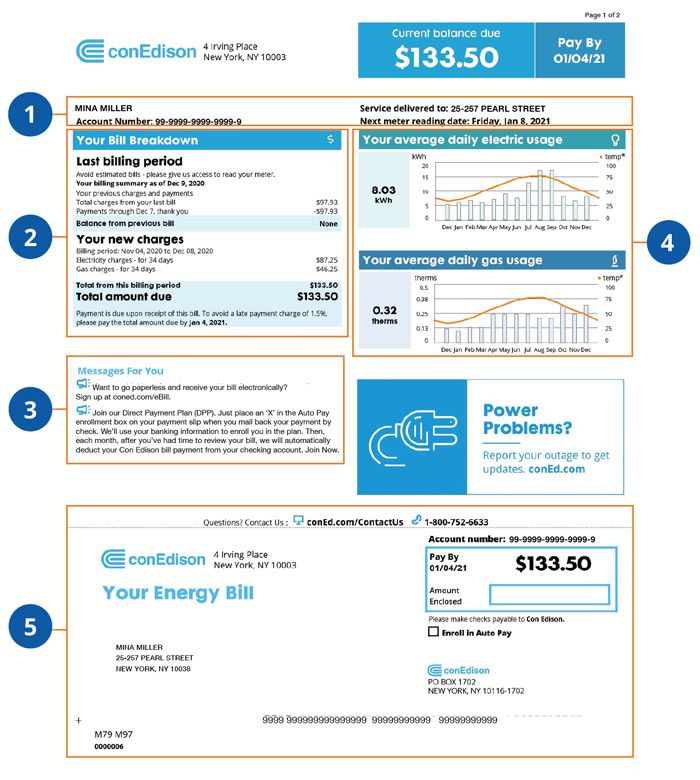 Page 1 of 2
conEdison
4 Irving Place
New York, NY 10003
Current balance due
$133.50
Pay By
01/04/21
1
MINA MILLER
Account Number: 99-9999-9999-9999-9
Service delivered to: 25-257 PEARL STREET
Next meter reading date: Friday, Jan 8, 2021
2
Your Bill Breakdown $
Last billing period
Avoid estimated bills - please give us access to read your meter.
Your billing summary as of Dec 9, 2020
Your previous charges and payments
Total charges from your last bill $97.93
Payments through Dec 7, thank you -$97.93
Balance from previous bill None
Your new charges
Billing period: Nov 04, 2020 to Dec 08, 2020
Electricity charges - for 34 days $87.25
Gas charges - for 34 days $46.25
Total from this billing period $133.50
Total amount due $133.50
Payment is due upon receipt of this bill. To avoid a late payment charge of 1.5%,
please pay the total amount due by Jan 4, 2021.
4
Your average daily electric usage
8.03
kWh
kWh temp*
20 100
15 75
11 50
5 25
0 0
Dec Jan Feb Mar Apr May Jun Jul Aug Sep Oct Nov Dec
Your average daily gas usage
0.32
therms
therms temp*
0.5 100
0.38 75
0.25 50
0.13 25
0 0
Dec Jan Feb Mar Apr May Jun Jul Aug Sep Oct Nov Dec
3
Messages For You
Want to go paperless and receive your bill electronically?
Sign up at coned.com/eBill.
Join our Direct Payment Plan (DPP). Just place an "X" in the Auto Pay
enrollment box on your payment slip when you mail back your payment by
check. We'll use your banking information to enroll you in the plan. Then,
each month, after you've had time to review your bill, we will automatically
deduct your Con Edison bill payment from your checking account. Join Now.
Power
Problems?
Report your outage to get
updates. conEd.com
5
Questions? Contact Us : conEd.com/ContactUs 1-800-752-6633
conEdison
4 Irving Place
New York, NY 10003
Your Energy Bill
Account number: 99-9999-9999-9999-9
Pay By
01/04/21
$133.50
Amount
Enclosed
Please make checks payable to Con Edison.
Enroll in Auto Pay
MINA MILLER
25-257 PEARL STREET
NEW YORK, NY 10038
conEdison
PO BOX 1702
NEW YORK, NY 10116-1702
M79 M97
0000006